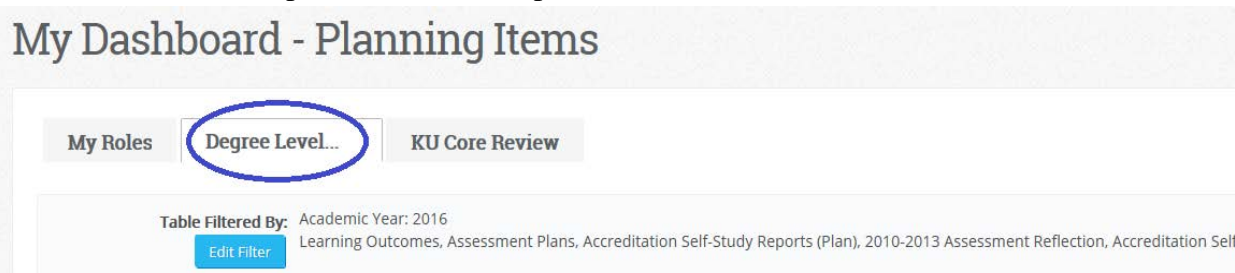 My Dashboard - Planning Items
My Roles Degree Level... KU Core Review
Table Filtered By: Academic Year: 2016
Edit Filter Learning Outcomes, Assessment Plans, Accreditation Self-Study Reports (Plan), 2010-2013 Assessment Reflection, Accreditation Self